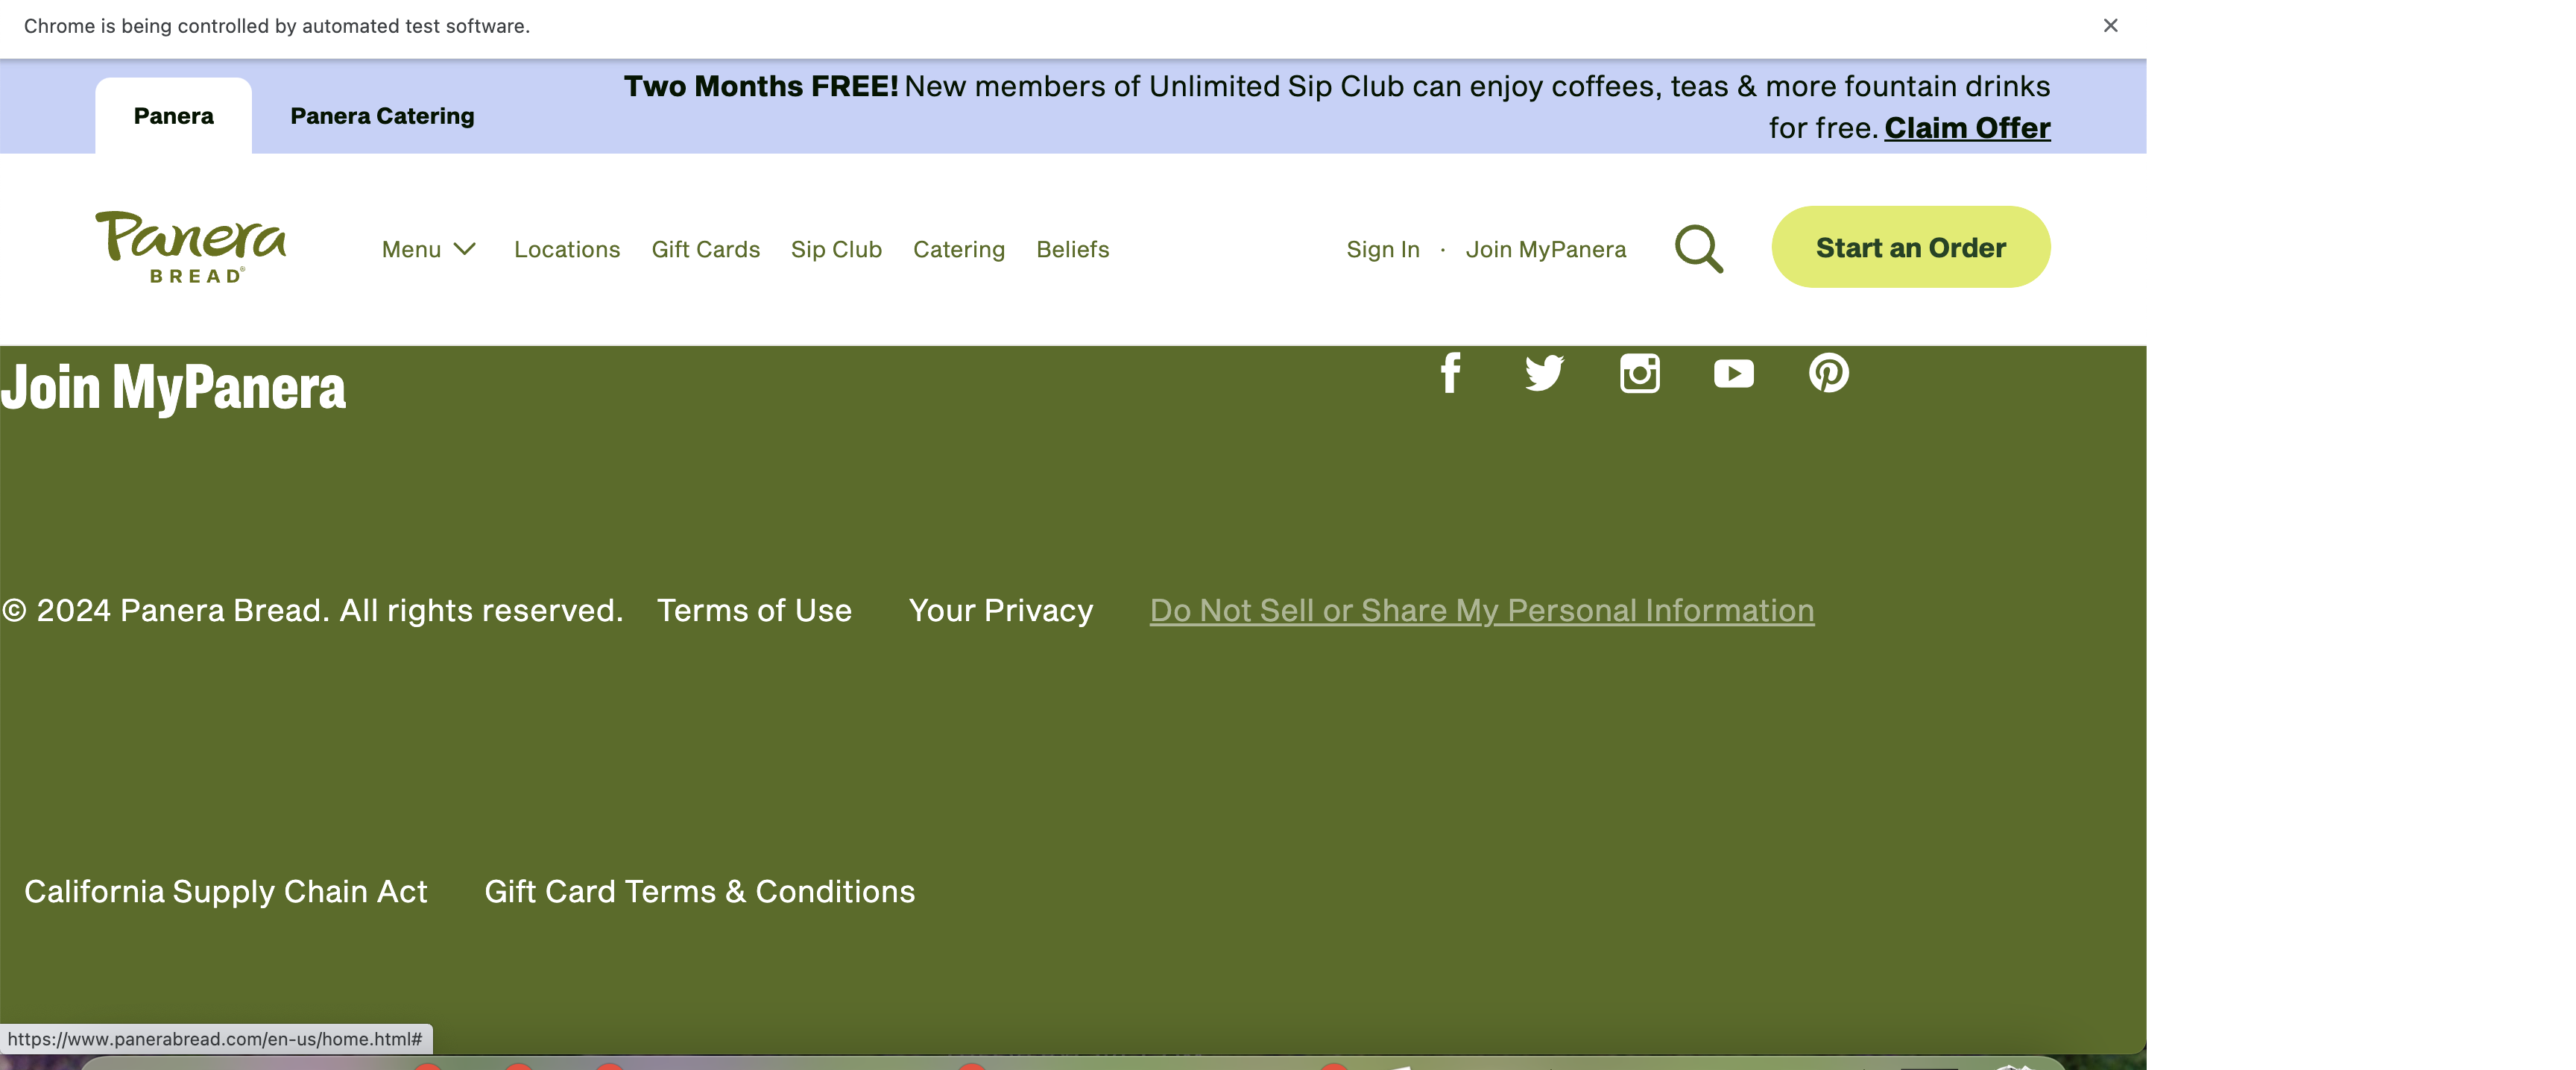 Chrome is being controlled by automated test software.
Panera
Panera Catering
Two Months FREE! New members of Unlimited Sip Club can enjoy coffees, teas & more fountain drinks
for free. Claim Offer
Panera
BREAD®
Menu
Locations
Gift Cards
Sip Club
Catering
Beliefs
Sign In · Join MyPanera
Start an Order
Join MyPanera
© 2024 Panera Bread. All rights reserved.
Terms of Use
Your Privacy
Do Not Sell or Share My Personal Information
California Supply Chain Act
Gift Card Terms & Conditions
https://www.panerabread.com/en-us/home.html#